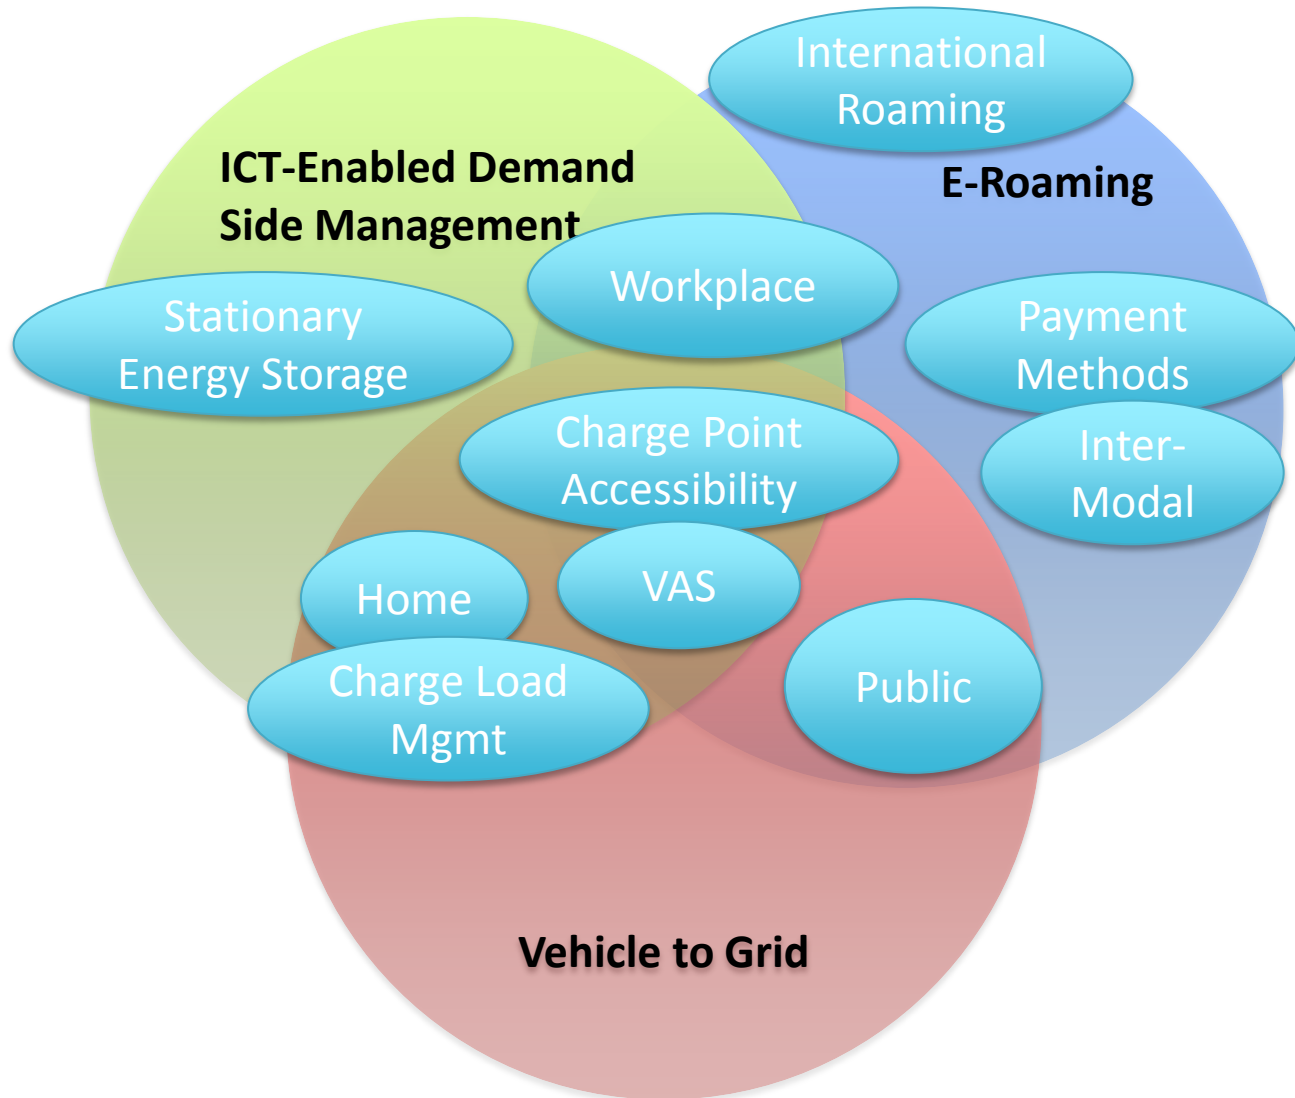 International
Roaming
ICT-Enabled Demand
Side Management
E-Roaming
Workplace
Stationary
Energy Storage
Payment
Methods
Charge Point
Accessibility
Inter-
Modal
Home
VAS
Charge Load
Mgmt
Public
Vehicle to Grid